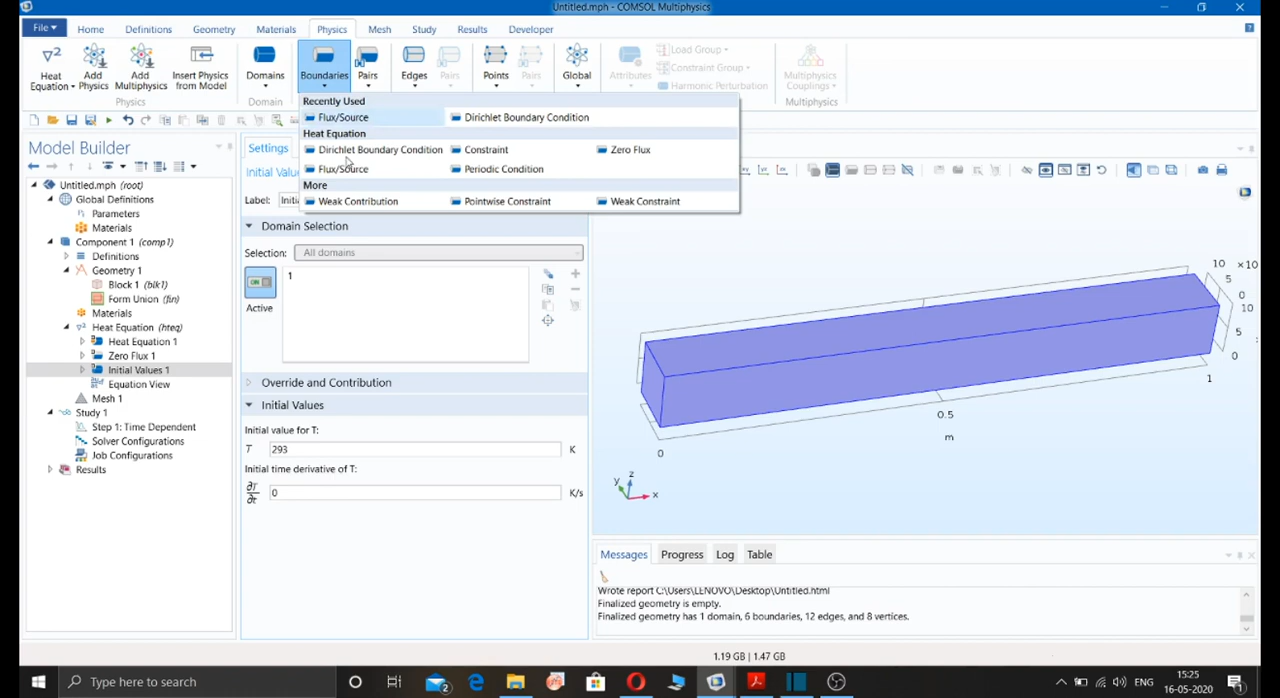 Untitled.mph - COMSOL Multiphysics
File Home Definitions Geometry Materials Physics Mesh Study Results Developer
Heat Equation
Add Physics
Add Multiphysics
Insert Physics from Model
Domains
Boundaries
Pairs
Edges
Pairs
Points
Pairs
Global
Attributes
Load Group
Constraint Group
Harmonic Perturbation
Multiphysics Couplings
Physics
Domain
Multiphysics
Recently Used
Flux/Source Dirichlet Boundary Condition
Heat Equation
Dirichlet Boundary Condition Constraint Zero Flux
Flux/Source Periodic Condition
More
Weak Contribution Pointwise Constraint Weak Constraint
Model Builder
Untitled.mph (root)
Global Definitions
Parameters
Materials
Component 1 (comp1)
Definitions
Geometry 1
Block 1 (blk1)
Form Union (fin)
Materials
Heat Equation (hteq)
Heat Equation 1
Zero Flux 1
Initial Values 1
Equation View
Mesh 1
Study 1
Step 1: Time Dependent
Solver Configurations
Job Configurations
Results
Settings
Label:
Domain Selection
Selection: All domains
1
Active
Override and Contribution
Initial Values
Initial value for T:
T 293 K
Initial time derivative of T:
∂T/∂t 0 K/s
10 ×10
5
0
10
5
0
1
0.5
m
0
y z x
Messages Progress Log Table
Wrote report C:\Users\LENOVO\Desktop\Untitled.html
Finalized geometry is empty.
Finalized geometry has 1 domain, 6 boundaries, 12 edges, and 8 vertices.
1.19 GB | 1.47 GB
Type here to search
2
ENG
15:25
16-05-2020
1